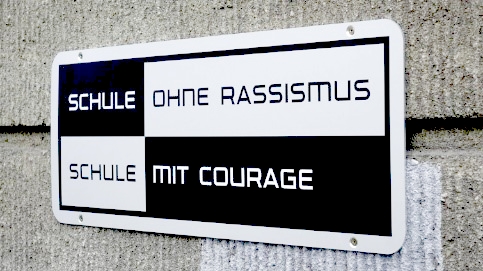 SCHULE OHNE RASSISMUS
SCHULE MIT COURAGE